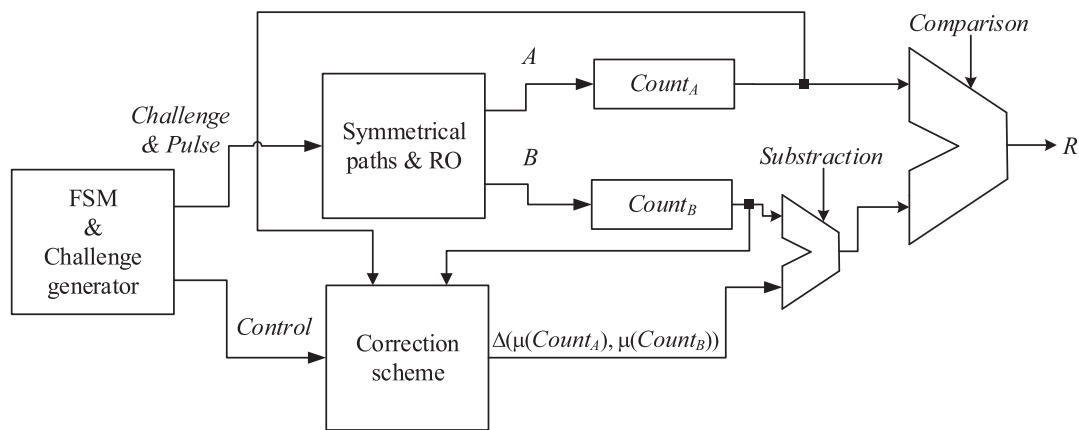 Comparison
A
Count_A
Challenge
& Pulse
Symmetrical
paths & RO
R
B
Substraction
FSM
&
Challenge
generator
Count_B
Control
Correction
scheme
Δ(μ(Count_A), μ(Count_B))